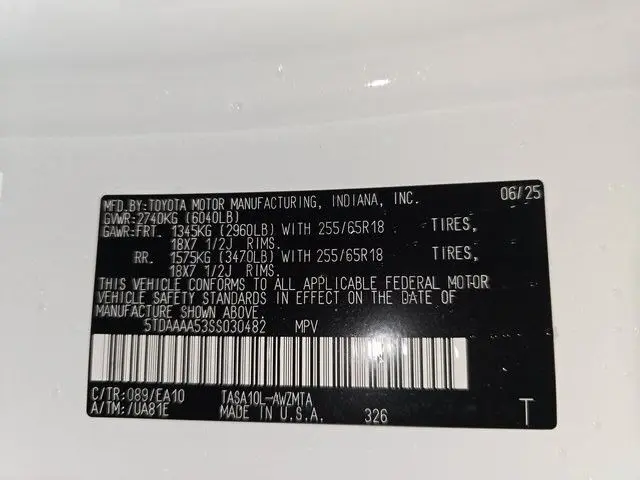 MFD.BY:TOYOTA MOTOR MANUFACTURING, INDIANA, INC. 06/25
GVWR:2740KG (6040LB)
GAWR:FRT. 1345KG (2960LB) WITH 255/65R18 TIRES,
18X7 1/2J RIMS.
RR. 1575KG (3470LB) WITH 255/65R18 TIRES,
18X7 1/2J RIMS.
THIS VEHICLE CONFORMS TO ALL APPLICABLE FEDERAL MOTOR
VEHICLE SAFETY STANDARDS IN EFFECT ON THE DATE OF
MANUFACTURE SHOWN ABOVE.
5TDAAAA53SS030482 MPV
C/TR:089/EA10 TASA10L-AWZMTA
A/TM:/UA81E MADE IN U.S.A. 326 T